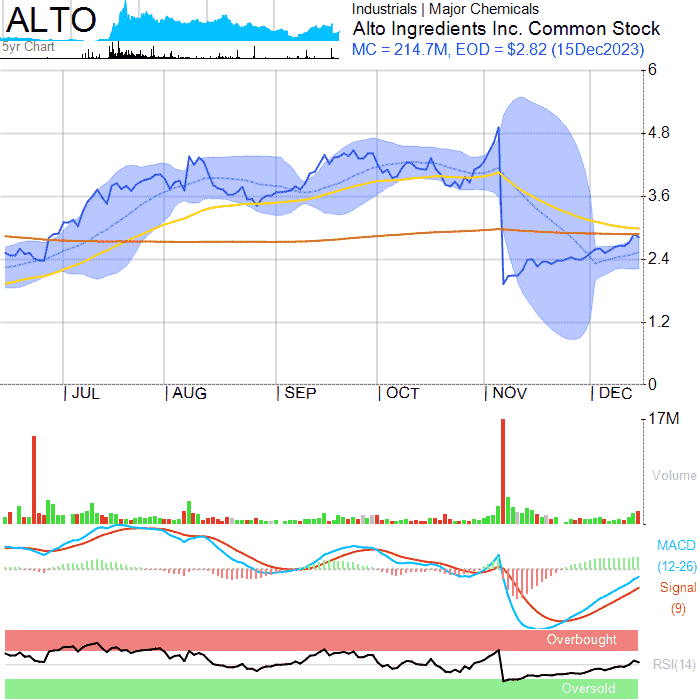 ALTO
5yr Chart
Industrials | Major Chemicals
Alto Ingredients Inc. Common Stock
MC = 214.7M, EOD = $2.82 (15Dec2023)
6
4.8
3.6
2.4
1.2
0
| JUL | AUG | SEP | OCT | NOV | DEC
17M
Volume
MACD
(12-26)
Signal
(9)
Overbought
RSI(14)
Oversold